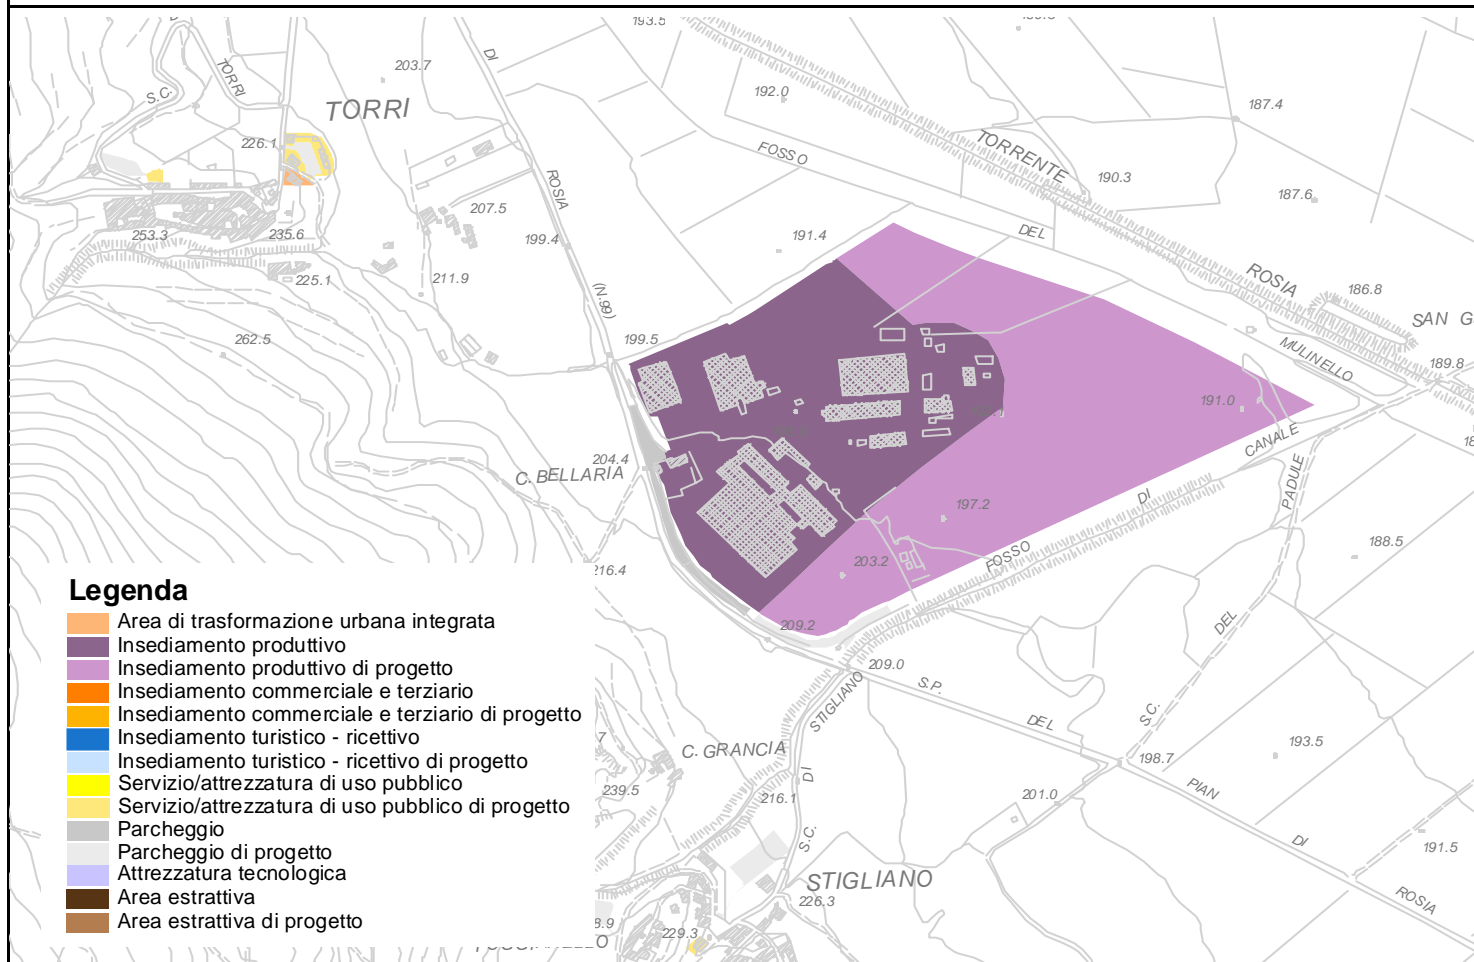 193.5
192.0
187.4
203.7
S.C.
TORRI
DI
TORRI
226.1
FOSSO
TORRENTE
190.3
187.6
ROSIA
207.5
199.4
191.4
DEL
253.3
235.6
225.1
211.9
(N.99)
ROSIA
186.8
SAN G
262.5
199.5
MULINELLO
189.8
191.0
204.4
C. BELLARIA
CANALE
PADULE
DI
197.2
FOSSO
188.5
203.2
216.4
209.2
209.0
S.P.
DEL
DEL
S.C.
STIGLIANO
C. GRANCIA
DI
198.7
193.5
239.5
216.1
201.0
PIAN
S.C.
DI
191.5
STIGLIANO
226.3
ROSIA
229.3
Legenda
Area di trasformazione urbana integrata
Insediamento produttivo
Insediamento produttivo di progetto
Insediamento commerciale e terziario
Insediamento commerciale e terziario di progetto
Insediamento turistico - ricettivo
Insediamento turistico - ricettivo di progetto
Servizio/attrezzatura di uso pubblico
Servizio/attrezzatura di uso pubblico di progetto
Parcheggio
Parcheggio di progetto
Attrezzatura tecnologica
Area estrattiva
Area estrattiva di progetto